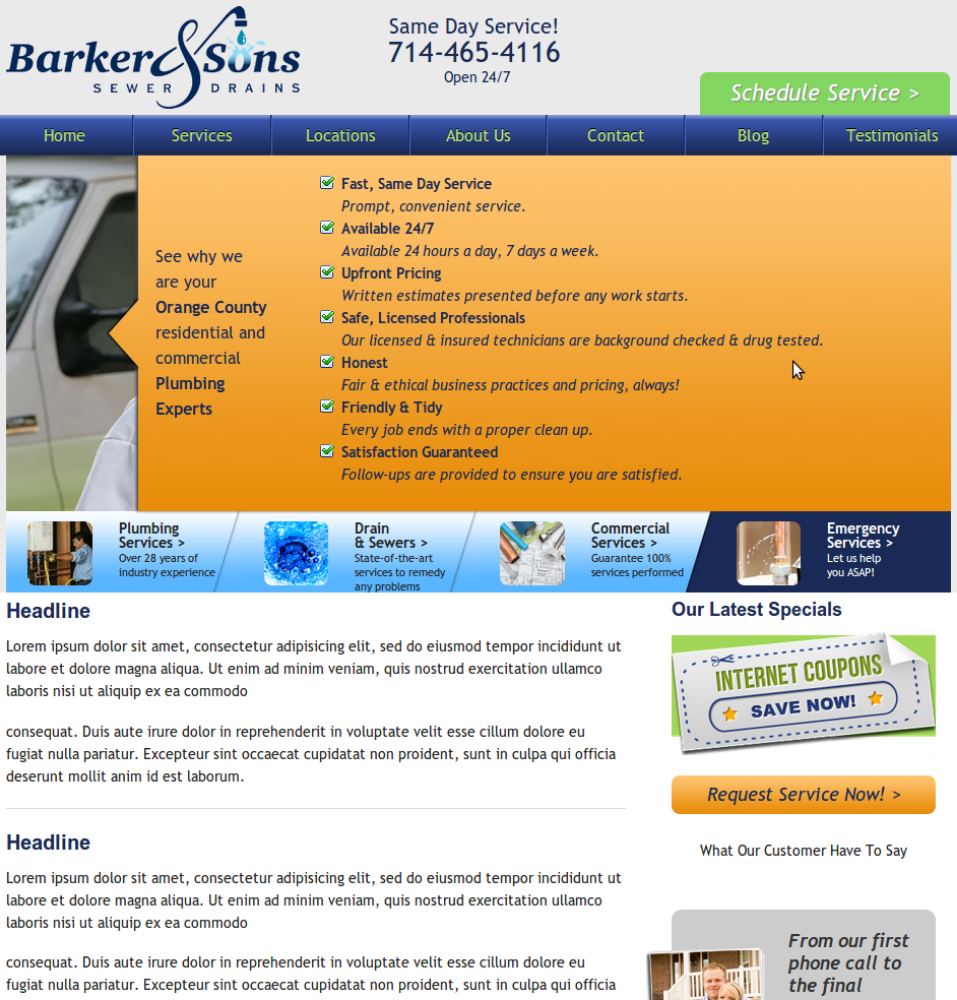 Barker & Sons
SEWER DRAINS
Same Day Service!
714-465-4116
Open 24/7
Schedule Service >
Home Services Locations About Us Contact Blog Testimonials
See why we
are your
Orange County
residential and
commercial
Plumbing
Experts
Fast, Same Day Service
Prompt, convenient service.
Available 24/7
Available 24 hours a day, 7 days a week.
Upfront Pricing
Written estimates presented before any work starts.
Safe, Licensed Professionals
Our licensed & insured technicians are background checked & drug tested.
Honest
Fair & ethical business practices and pricing, always!
Friendly & Tidy
Every job ends with a proper clean up.
Satisfaction Guaranteed
Follow-ups are provided to ensure you are satisfied.
Plumbing
Services >
Over 28 years of
industry experience
Drain
& Sewers >
State-of-the-art
services to remedy
any problems
Commercial
Services >
Guarantee 100%
services performed
Emergency
Services >
Let us help
you ASAP!
Headline
Lorem ipsum dolor sit amet, consectetur adipisicing elit, sed do eiusmod tempor incididunt ut
labore et dolore magna aliqua. Ut enim ad minim veniam, quis nostrud exercitation ullamco
laboris nisi ut aliquip ex ea commodo
consequat. Duis aute irure dolor in reprehenderit in voluptate velit esse cillum dolore eu
fugiat nulla pariatur. Excepteur sint occaecat cupidatat non proident, sunt in culpa qui officia
deserunt mollit anim id est laborum.
Headline
Lorem ipsum dolor sit amet, consectetur adipisicing elit, sed do eiusmod tempor incididunt ut
labore et dolore magna aliqua. Ut enim ad minim veniam, quis nostrud exercitation ullamco
laboris nisi ut aliquip ex ea commodo
consequat. Duis aute irure dolor in reprehenderit in voluptate velit esse cillum dolore eu
fugiat nulla pariatur. Excepteur sint occaecat cupidatat non proident, sunt in culpa qui officia
Our Latest Specials
INTERNET COUPONS
SAVE NOW!
Request Service Now! >
What Our Customer Have To Say
From our first
phone call to
the final